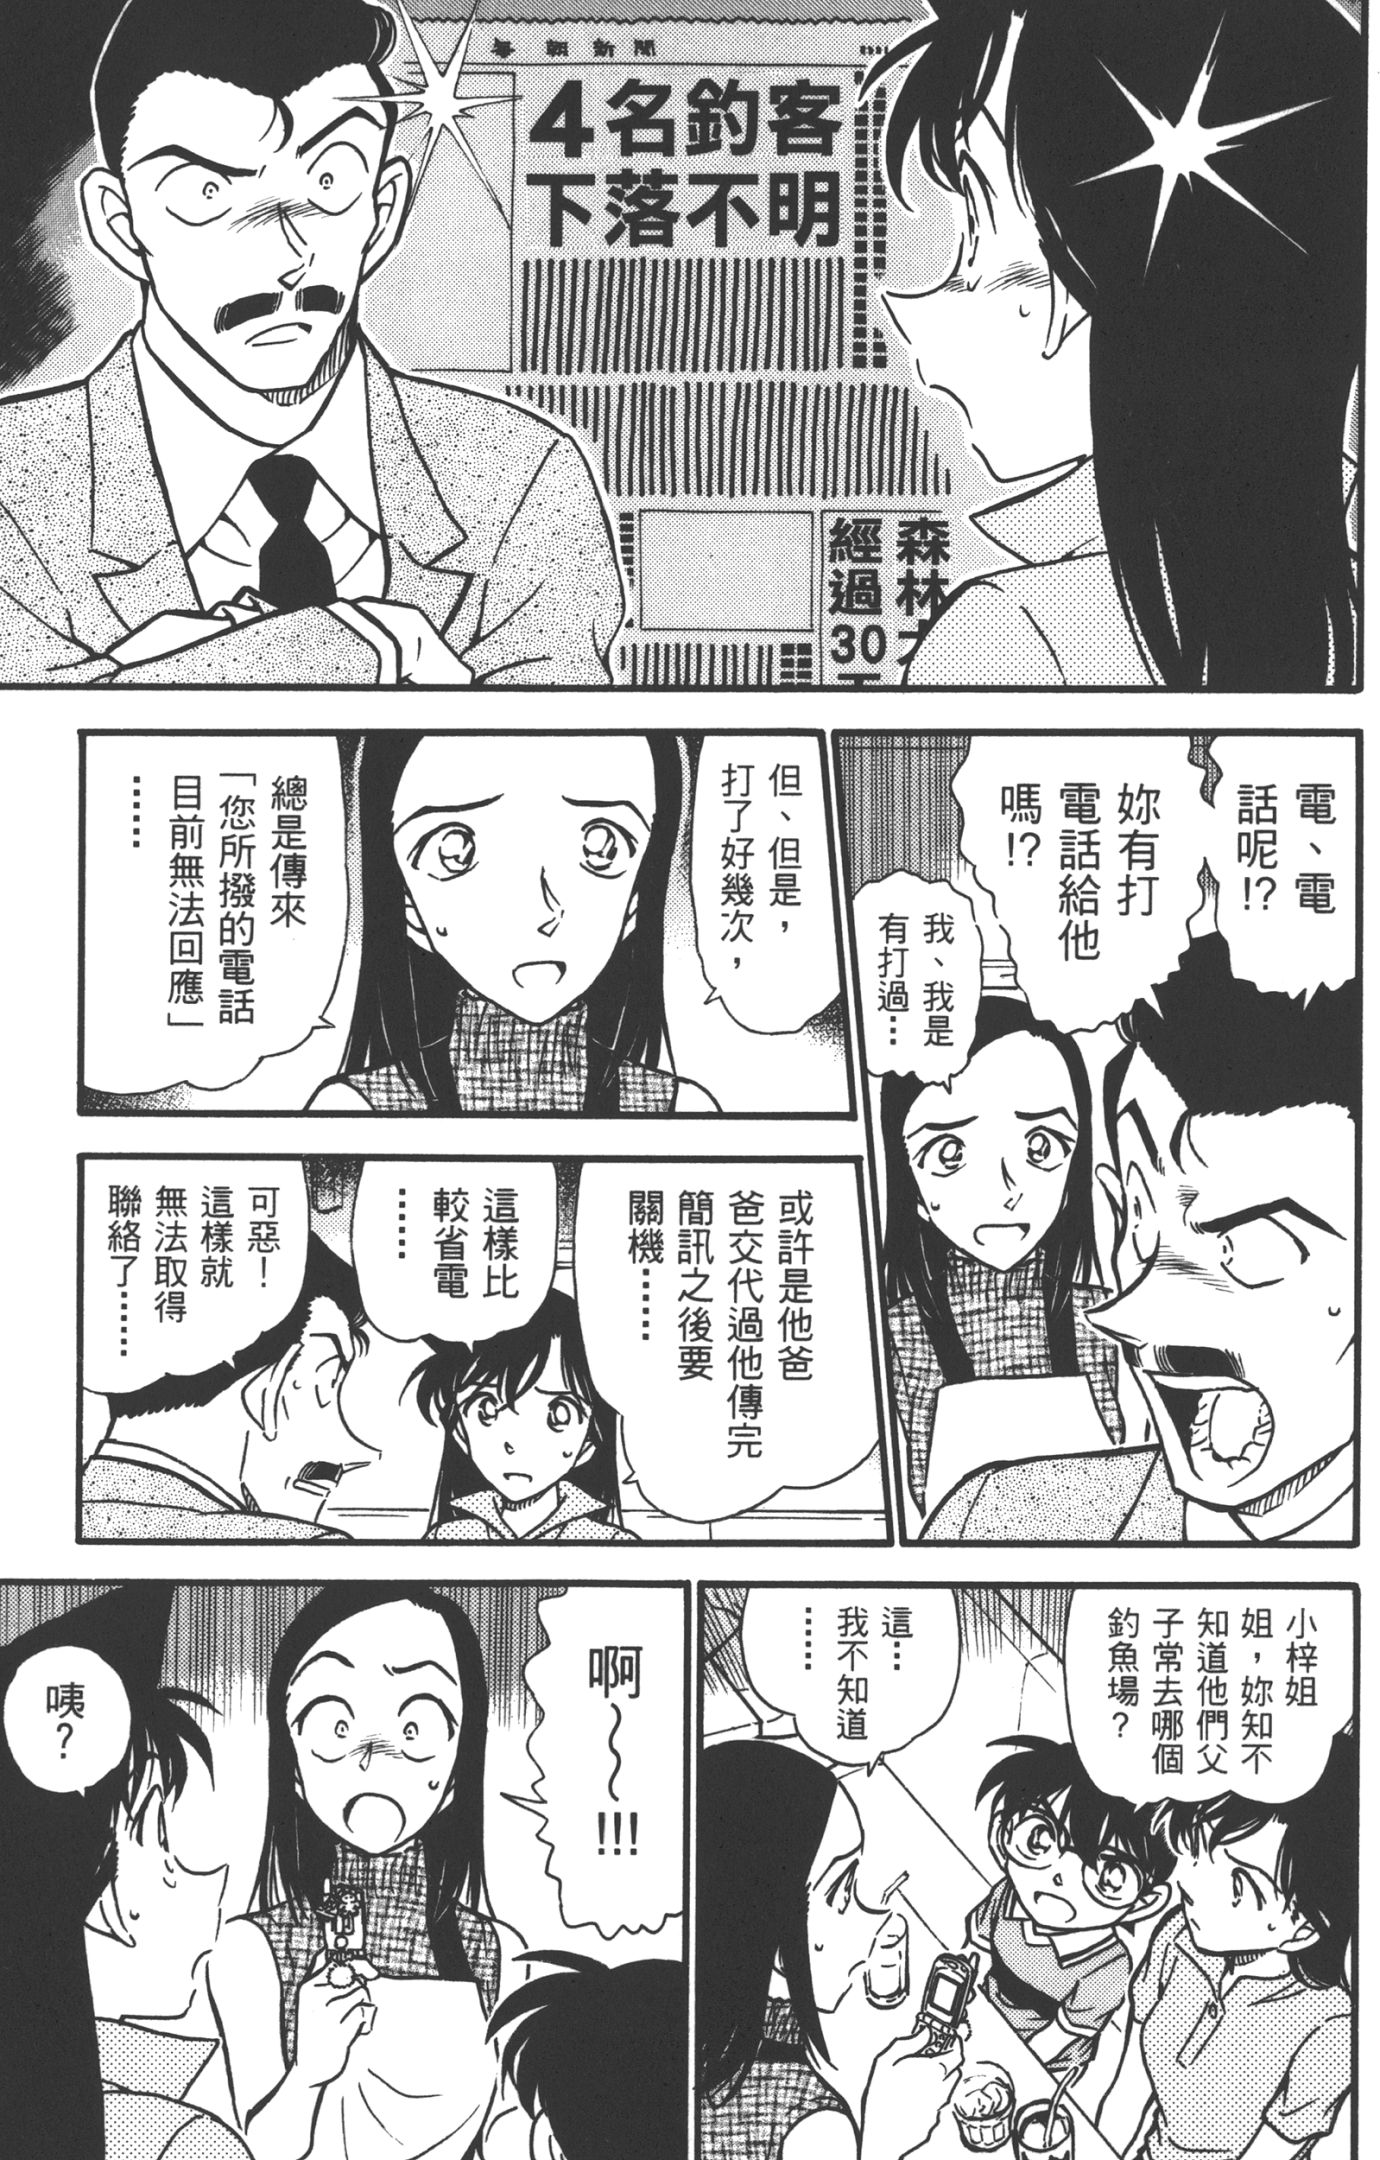 每朝新聞
4名釣客
下落不明
森林
經過30
電、電
話呢!?
妳有打
電話給他
嗎!?
我、我是
有打過…
但、但是，
打了好幾次，
總是傳來
「您所撥的電話
目前無法回應」
……
或許是他爸
爸交代過他傳完
簡訊之後要
關機……
這樣比
較省電
……
可惡！
這樣就
無法取得
聯絡了……
小梓姐
姐，妳知不
知道他們父
子常去哪個
釣魚場？
這…
我不知道
……
啊～～!!!
咦？